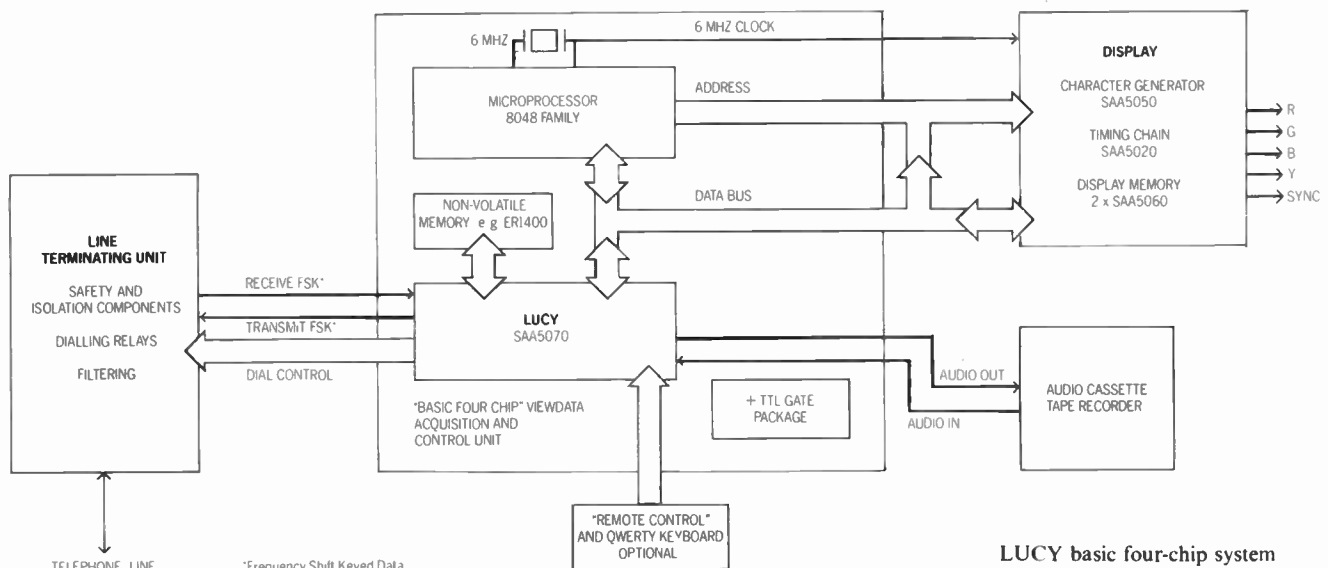 6 MHZ
6 MHZ CLOCK
MICROPROCESSOR
8048 FAMILY
ADDRESS
DISPLAY
CHARACTER GENERATOR
SAA5050
TIMING CHAIN
SAA5020
DISPLAY MEMORY
2 x SAA5060
R
G
B
Y
SYNC
NON-VOLATILE
MEMORY e g ER1400
DATA BUS
LINE
TERMINATING UNIT
SAFETY AND
ISOLATION COMPONENTS
DIALLING RELAYS
FILTERING
RECEIVE FSK*
TRANSMIT FSK*
DIAL CONTROL
LUCY
SAA5070
"BASIC FOUR CHIP" VIEWDATA
ACQUISITION AND
CONTROL UNIT
+ TTL GATE
PACKAGE
AUDIO OUT
AUDIO IN
AUDIO CASSETTE
TAPE RECORDER
"REMOTE CONTROL"
AND QWERTY KEYBOARD
OPTIONAL
TELEPHONE LINE
*Frequency Shift Keyed Data
LUCY basic four-chip system